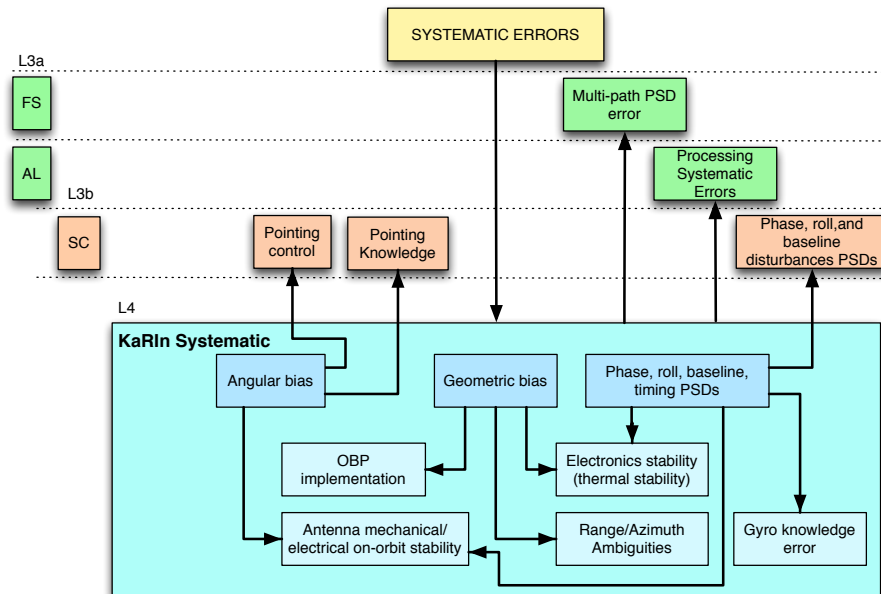 SYSTEMATIC ERRORS
L3a
FS
Multi-path PSD
error
AL
Processing
Systematic
Errors
L3b
SC
Pointing
control
Pointing
Knowledge
Phase, roll,and
baseline
disturbances PSDs
L4
KaRIn Systematic
Angular bias
Geometric bias
Phase, roll, baseline,
timing PSDs
OBP
implementation
Electronics stability
(thermal stability)
Antenna mechanical/
electrical on-orbit stability
Range/Azimuth
Ambiguities
Gyro knowledge
error